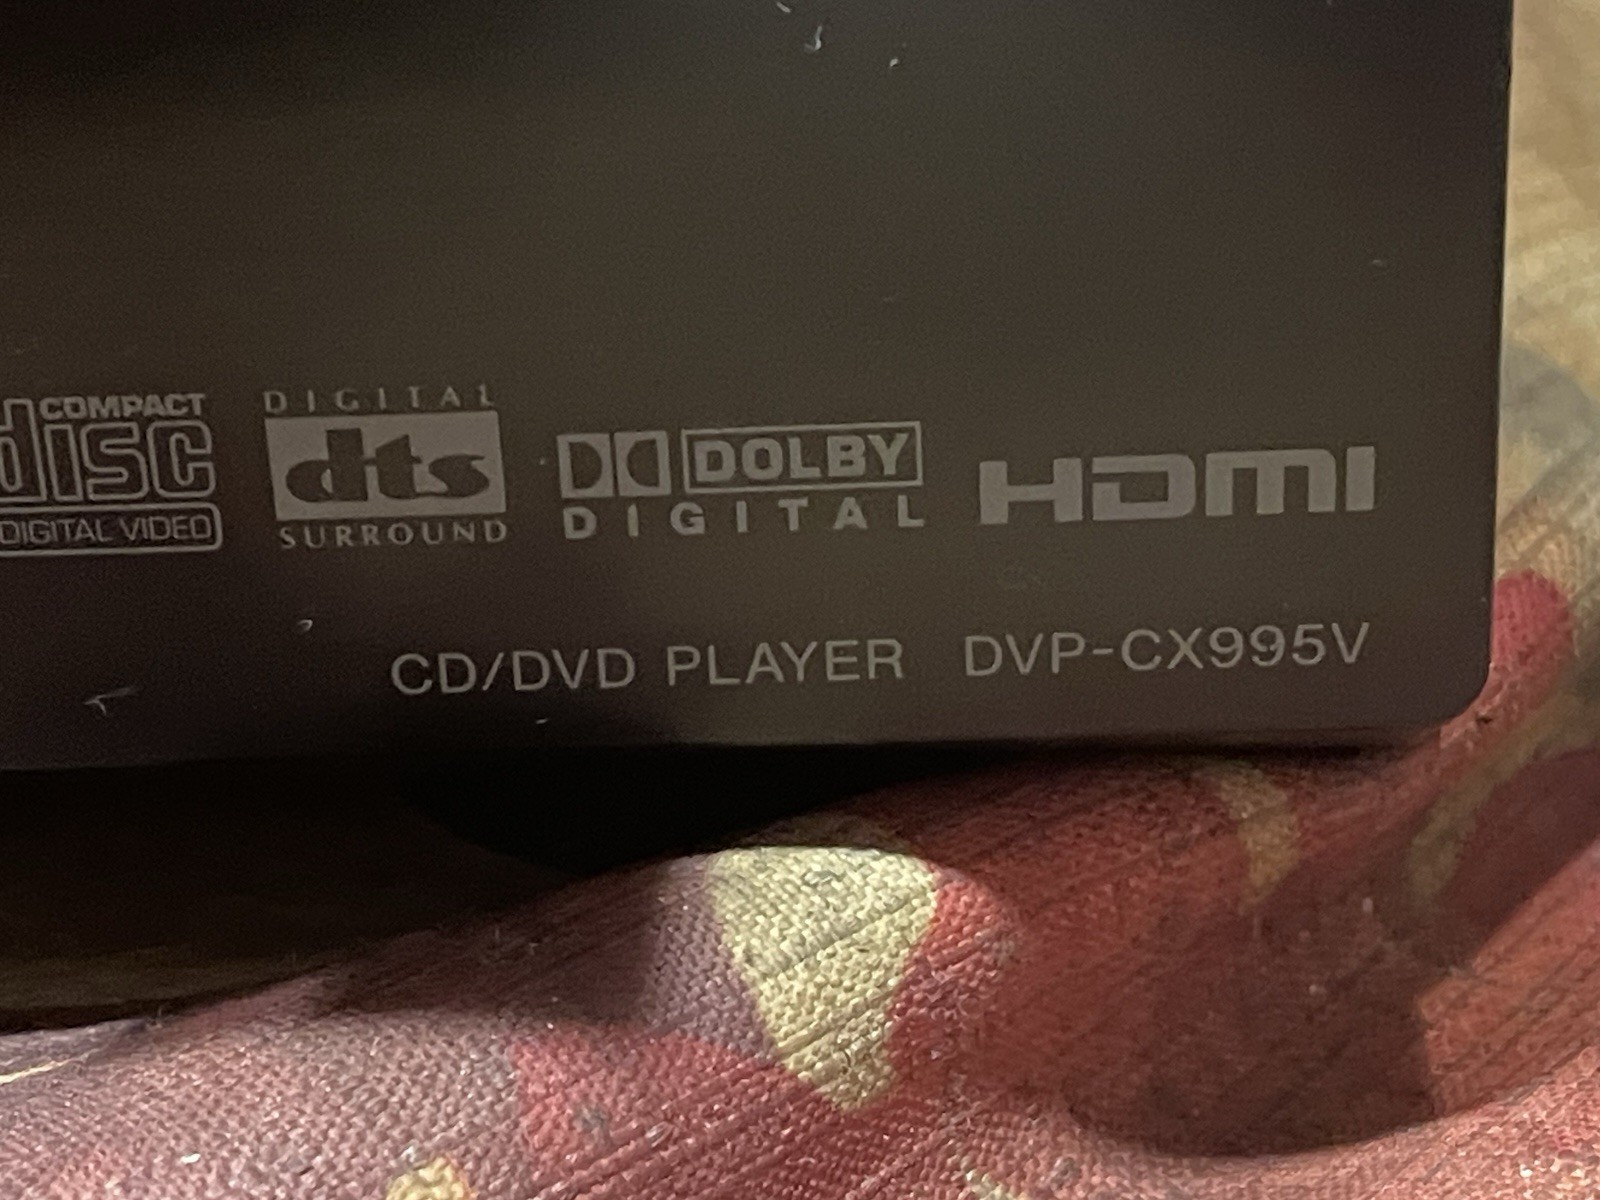 COMPACT
disc
DIGITAL VIDEO
DIGITAL
dts
SURROUND
DOLBY
DIGITAL
HDMI
CD/DVD PLAYER DVP-CX995V